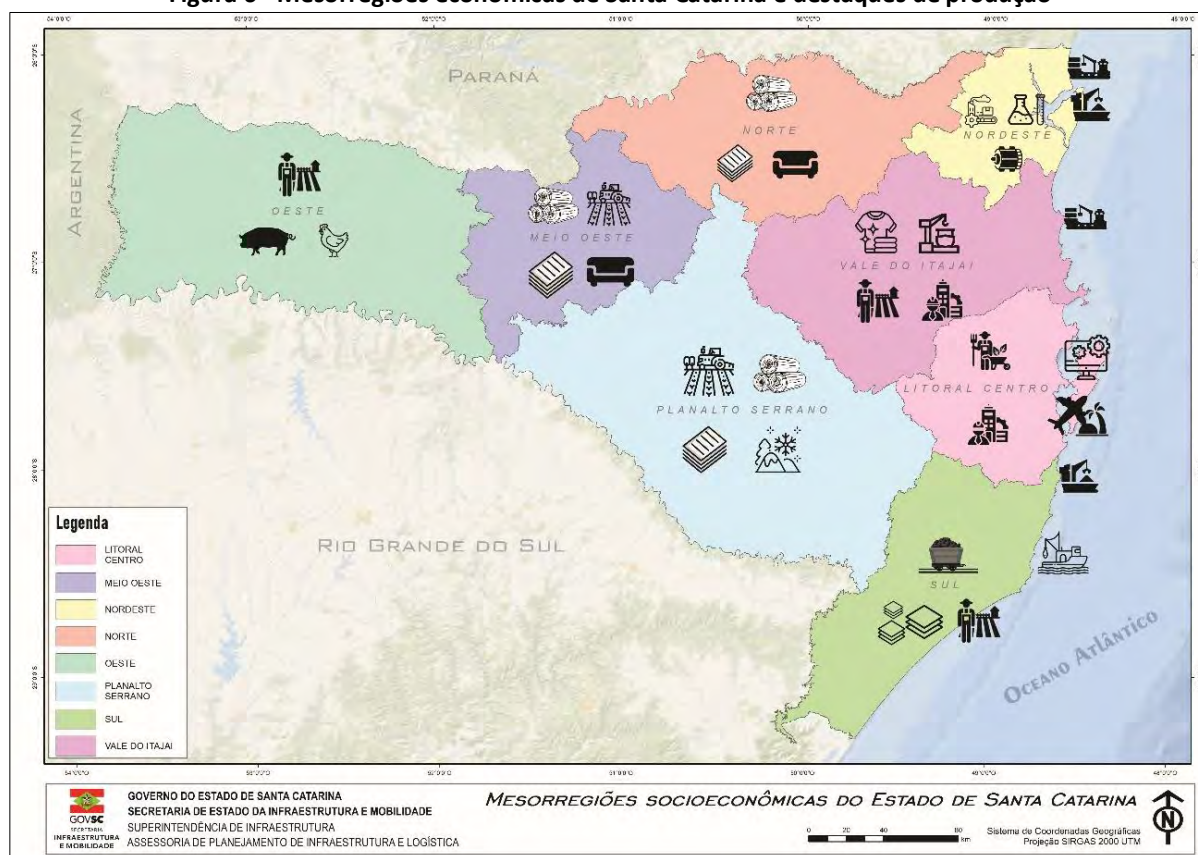 Figura 6 - Mesorregiões econômicas de Santa Catarina e destaques de produção
PARANÁ
ARGENTINA
NORTE
NORDESTE
OESTE
MEIO OESTE
VALE DO ITAJAI
LITORAL CENTRO
PLANALTO SERRANO
RIO GRANDE DO SUL
SUL
OCEANO ATLÂNTICO
Legenda
LITORAL
CENTRO
MEIO OESTE
NORDESTE
NORTE
OESTE
PLANALTO
SERRANO
SUL
VALE DO ITAJAI
GOVSC
SECRETARIA
INFRAESTRUTURA
E MOBILIDADE
GOVERNO DO ESTADO DE SANTA CATARINA
SECRETARIA DE ESTADO DA INFRAESTRUTURA E MOBILIDADE
SUPERINTENDÊNCIA DE INFRAESTRUTURA
ASSESSORIA DE PLANEJAMENTO DE INFRAESTRUTURA E LOGÍSTICA
MESORREGIÕES SOCIOECONÔMICAS DO ESTADO DE SANTA CATARINA
0 20 40 80
km
Sistema de Coordenadas Geográficas
Projeção SIRGAS 2000 UTM
N